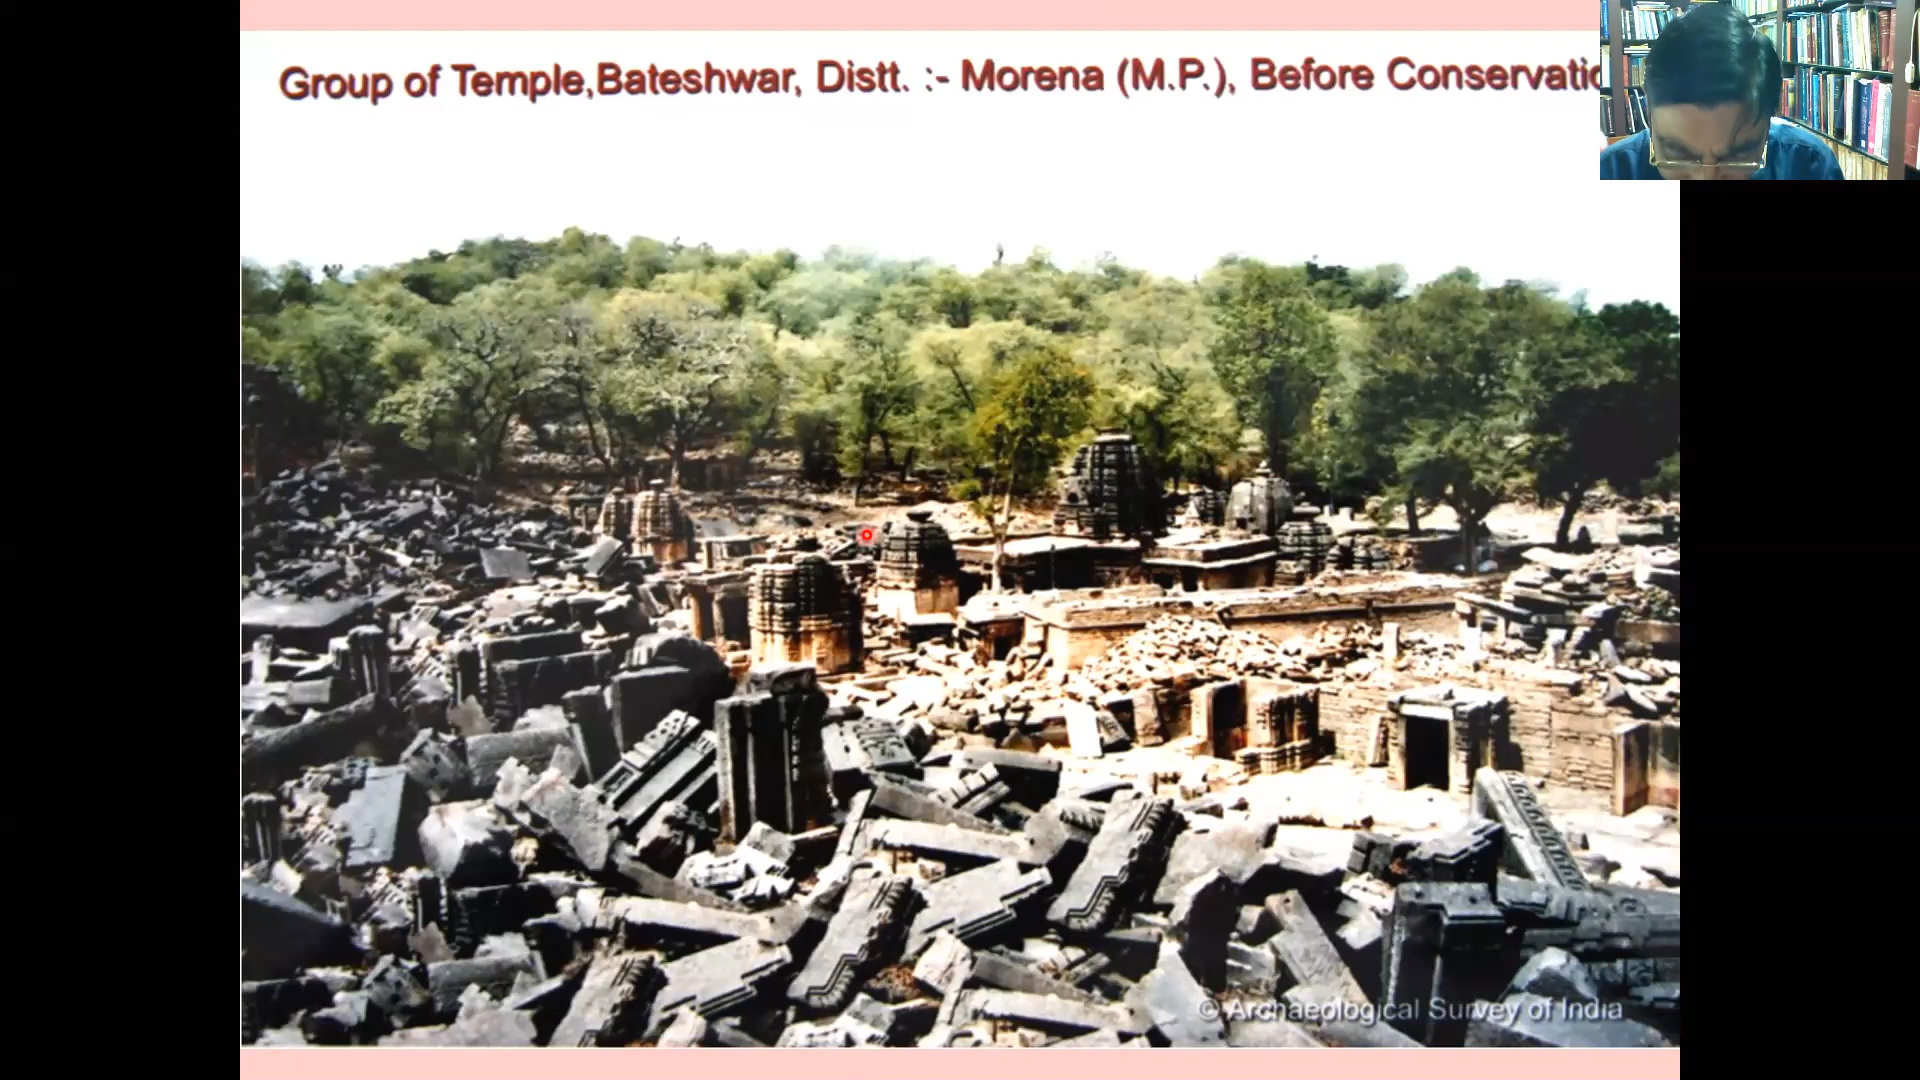 Group of Temple,Bateshwar, Distt. :- Morena (M.P.), Before Conservatio
© Archaeological Survey of India